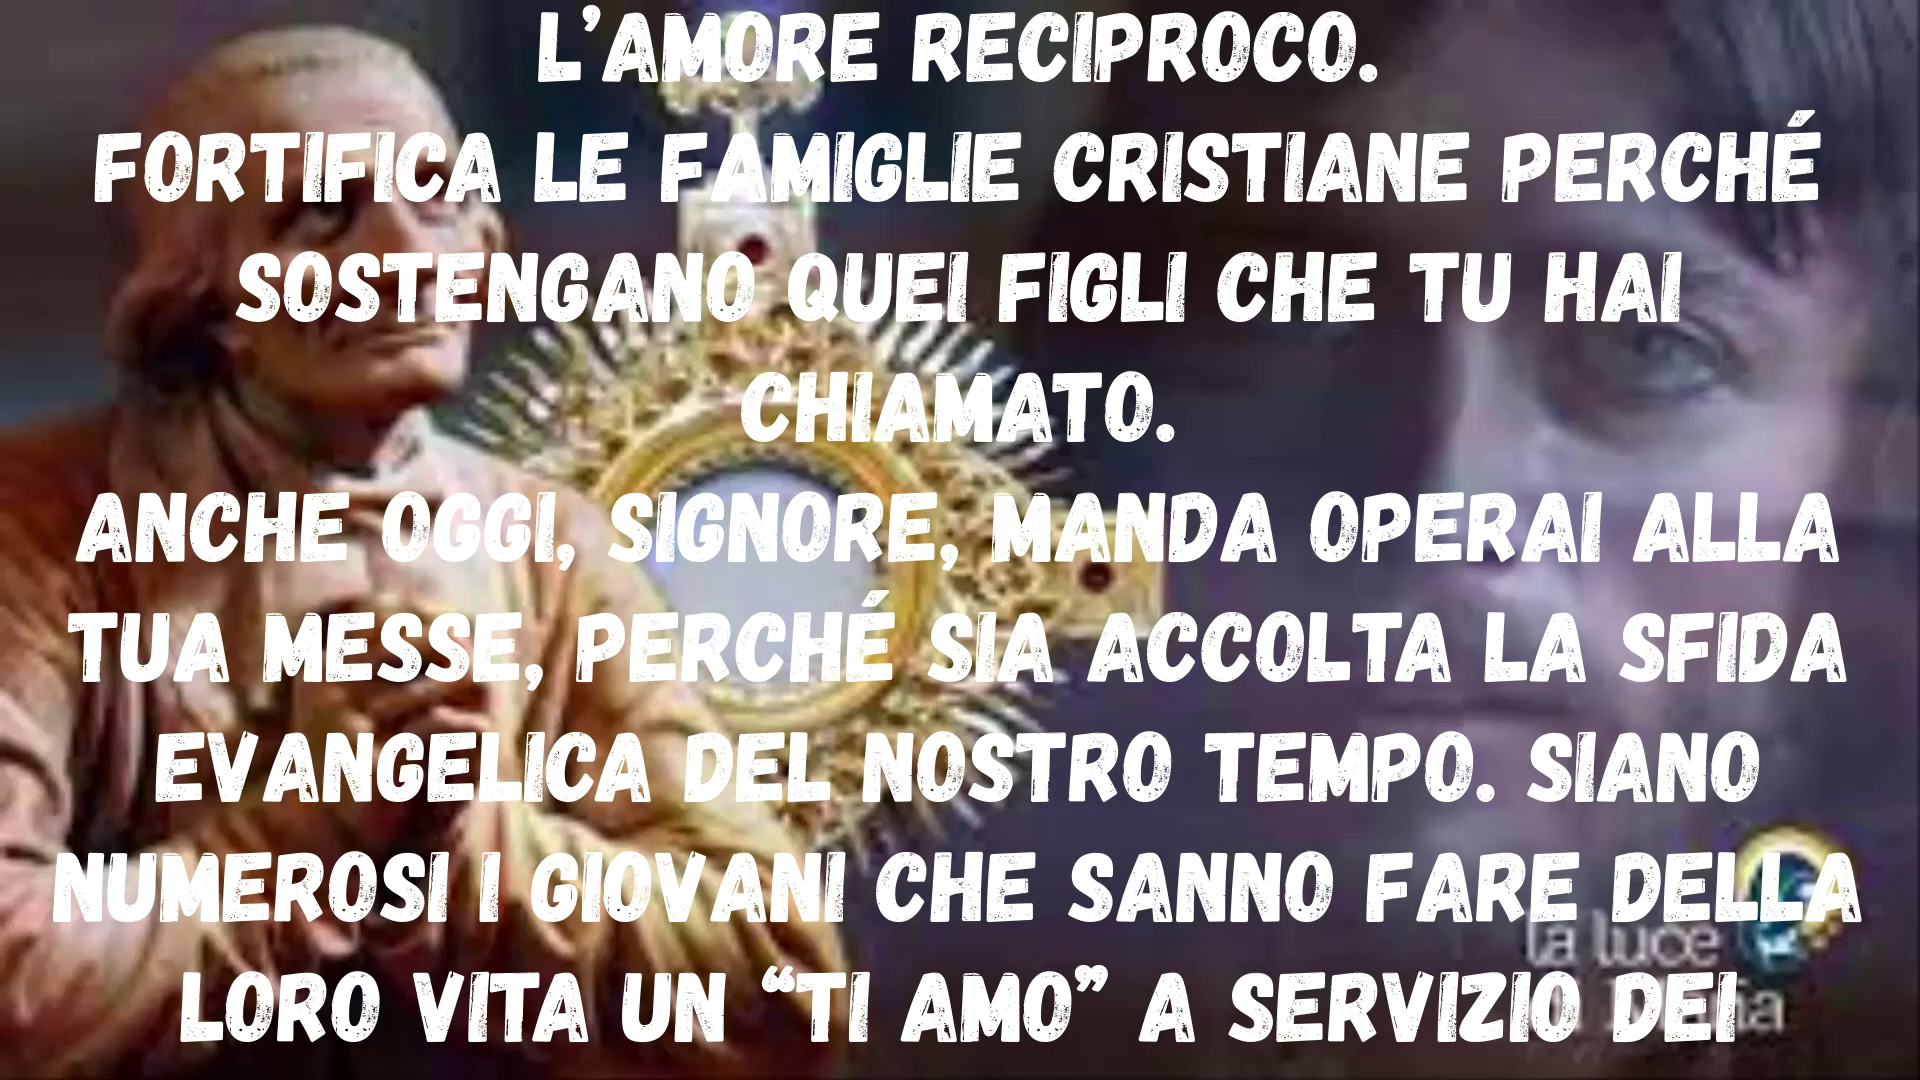 L’AMORE RECIPROCO.
FORTIFICA LE FAMIGLIE CRISTIANE PERCHÉ
SOSTENGANO QUEI FIGLI CHE TU HAI
CHIAMATO.
ANCHE OGGI, SIGNORE, MANDA OPERAI ALLA
TUA MESSE, PERCHÉ SIA ACCOLTA LA SFIDA
EVANGELICA DEL NOSTRO TEMPO. SIANO
NUMEROSI I GIOVANI CHE SANNO FARE DELLA
la luce
LORO VITA UN “TI AMO” A SERVIZIO DEI